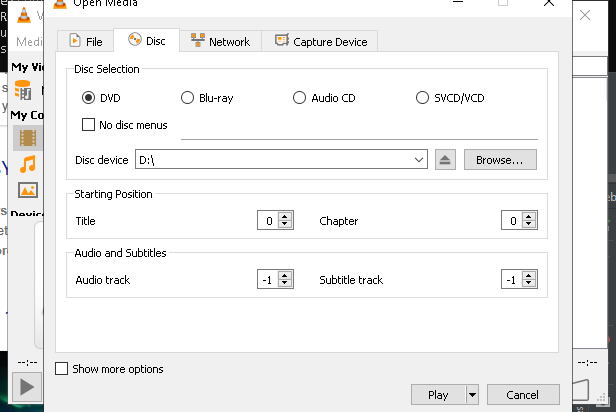 Open Media
Medi
My Vi
My Co
Device
File
Disc
Network
Capture Device
Disc Selection
DVD
Blu-ray
Audio CD
SVCD/VCD
No disc menus
Disc device
D:\
Browse...
Starting Position
Title
0
Chapter
0
Audio and Subtitles
Audio track
-1
Subtitle track
-1
Show more options
--:--
--:--
Play
Cancel